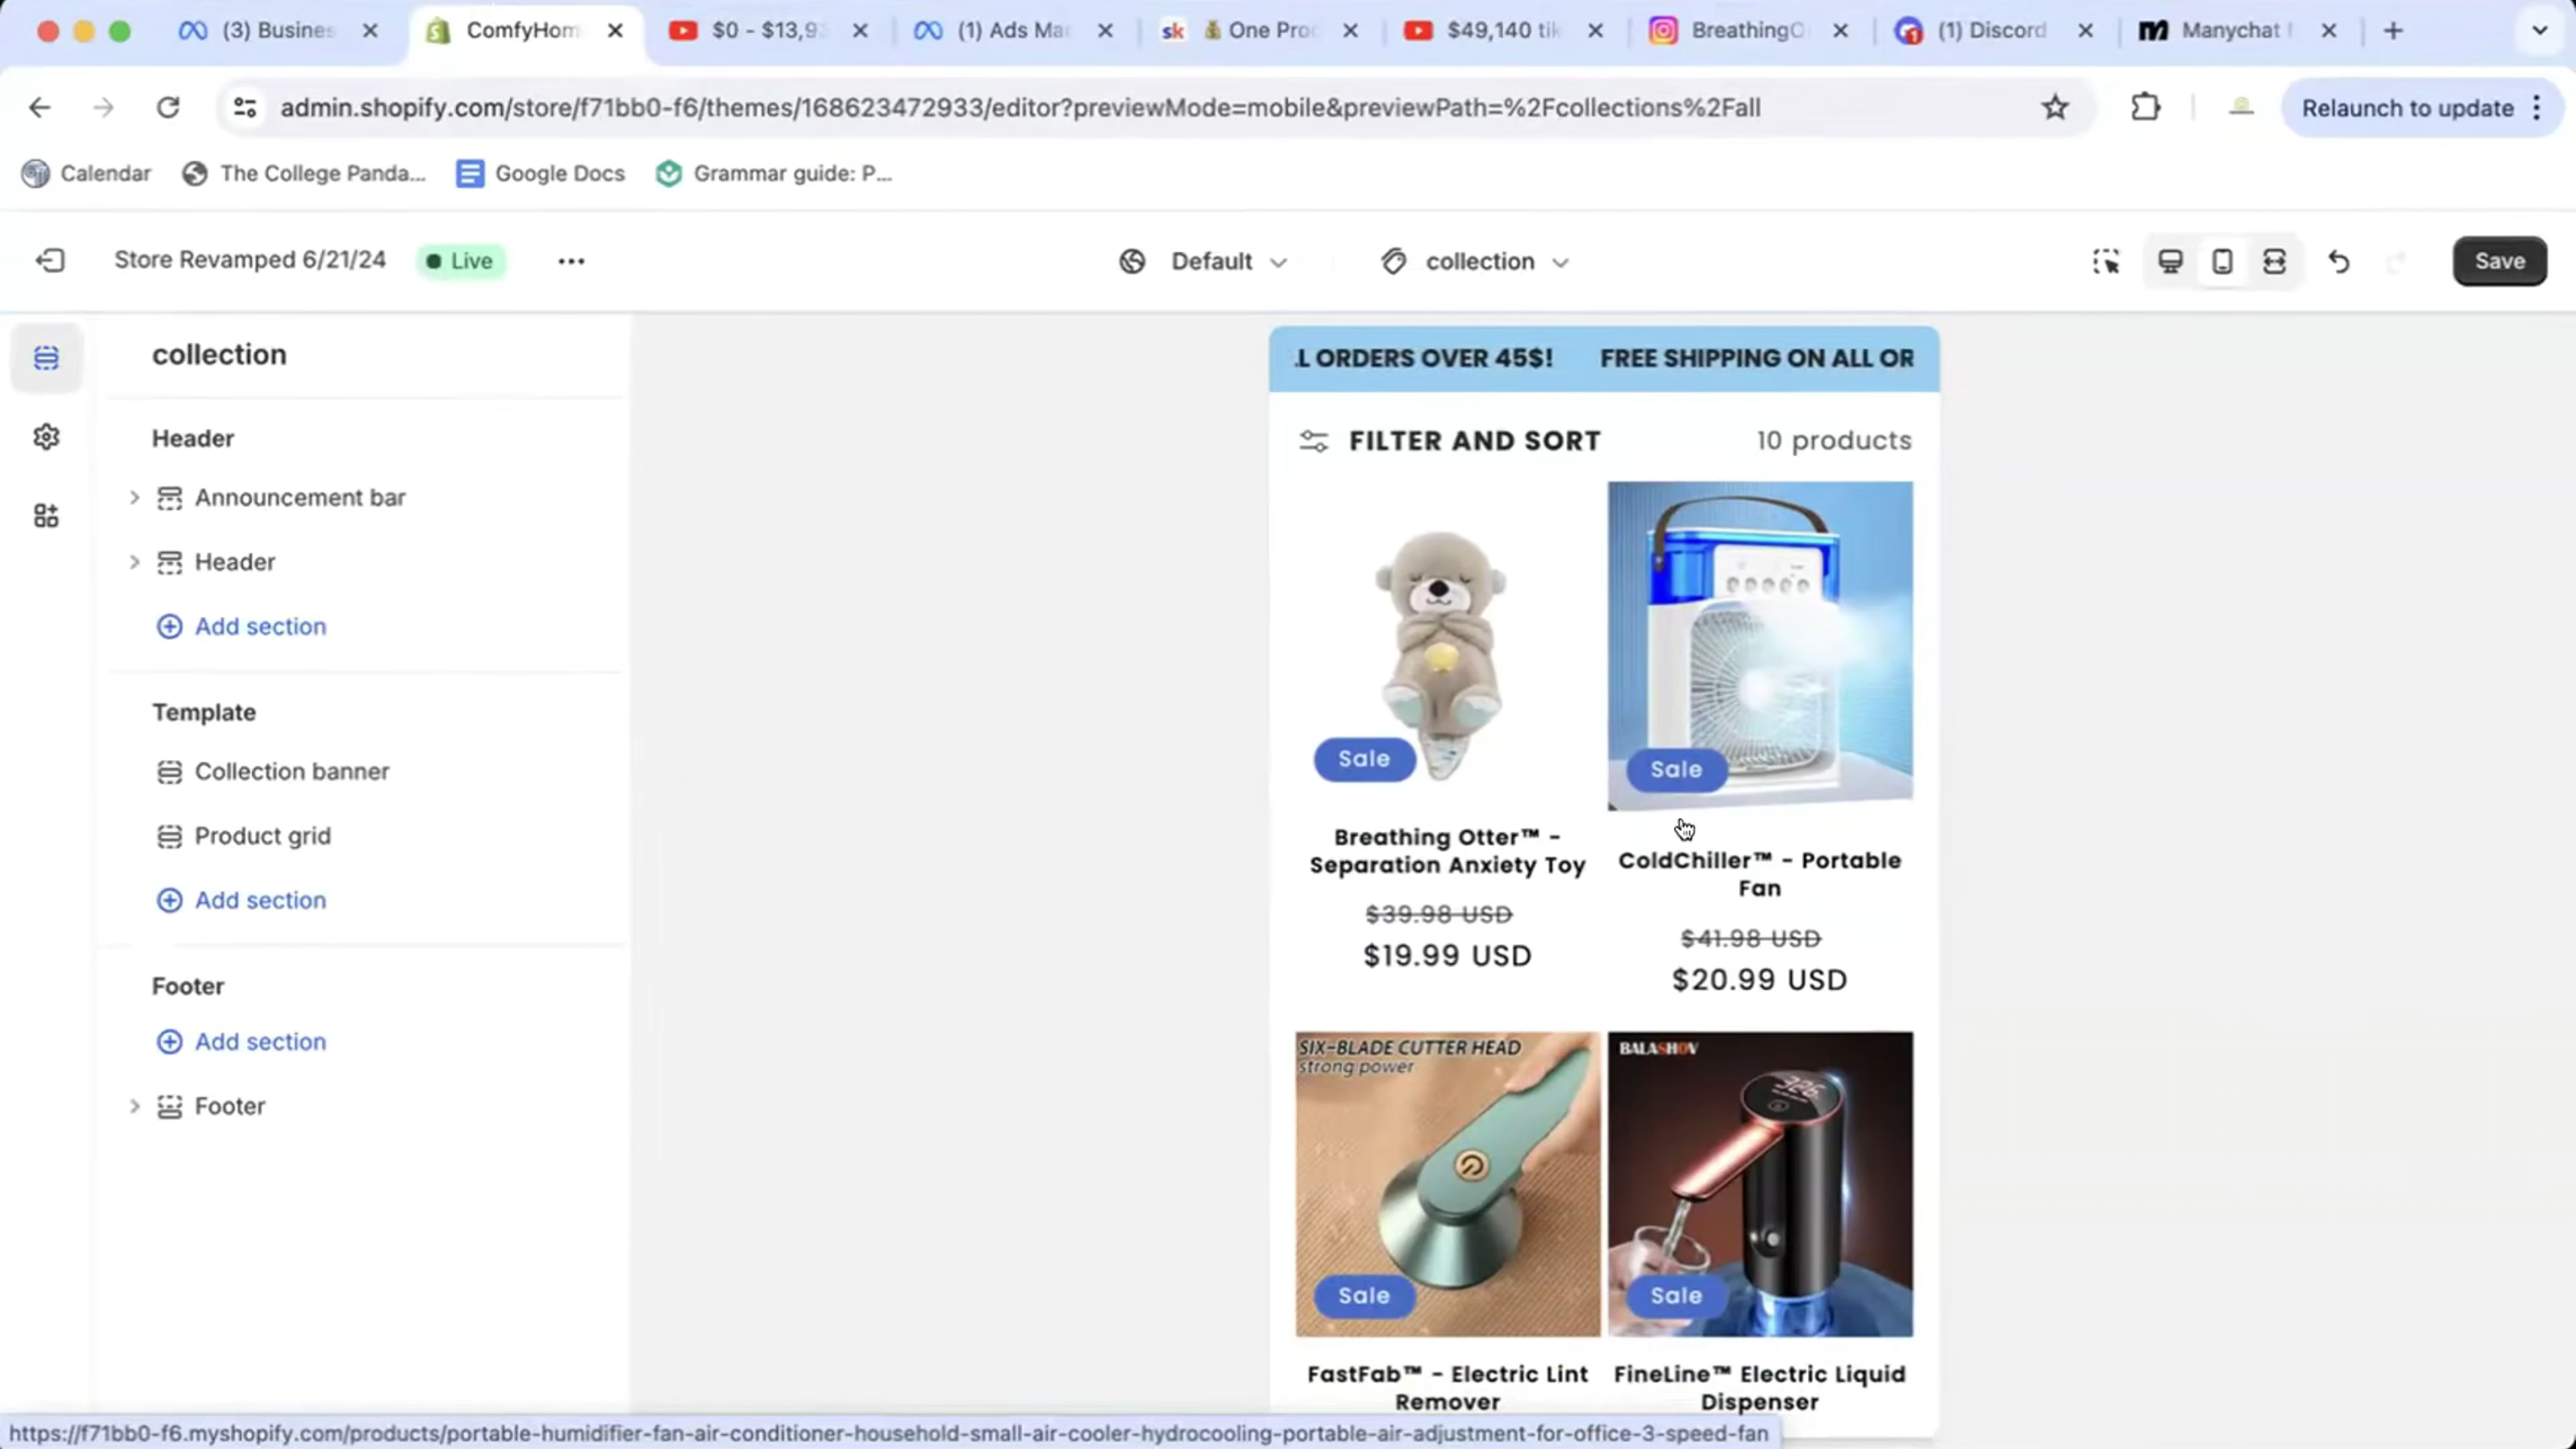 (3) Busines
ComfyHom
$0 - $13,9
(1) Ads Ma
sk
One Pro
$49,140 tik
BreathingO
(1) Discord
Manychat
admin.shopify.com/store/f71bb0-f6/themes/168623472933/editor?previewMode=mobile&previewPath=%2Fcollections%2Fall
Relaunch to update
Calendar
The College Panda...
Google Docs
Grammar guide: P...
Store Revamped 6/21/24
Live
Default
collection
Save
collection
Header
Announcement bar
Header
Add section
Template
Collection banner
Product grid
Add section
Footer
Add section
Footer
L ORDERS OVER 45$! FREE SHIPPING ON ALL OR
FILTER AND SORT
10 products
Sale
Breathing Otter™ -
Separation Anxiety Toy
$39.98 USD
$19.99 USD
Sale
ColdChiller™ - Portable
Fan
$41.98 USD
$20.99 USD
SIX-BLADE CUTTER HEAD
strong power
Sale
FastFab™ - Electric Lint
Remover
BALASHOV
326
Sale
FineLine™ Electric Liquid
Dispenser
https://f71bb0-f6.myshopify.com/products/portable-humidifier-fan-air-conditioner-household-small-air-cooler-hydrocooling-portable-air-adjustment-for-office-3-speed-fan